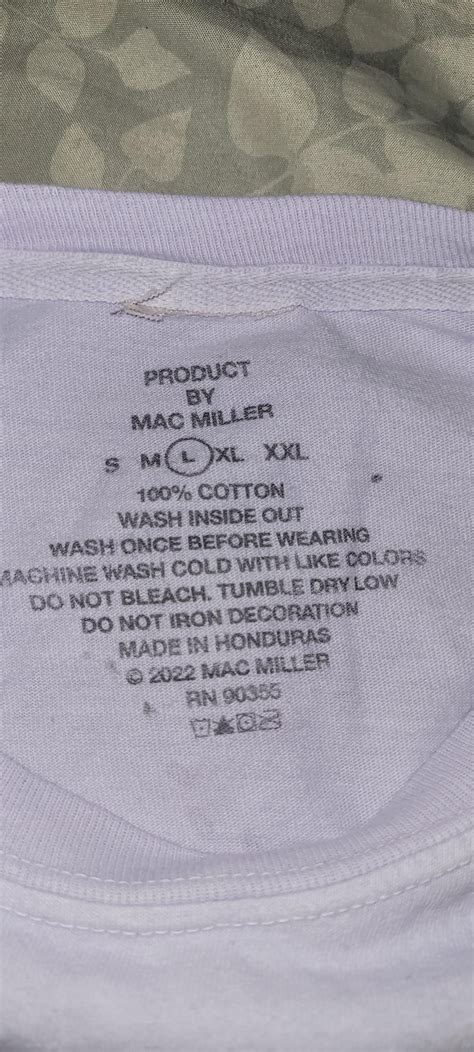 PRODUCT
BY
MAC MILLER
S M L XL XXL
100% COTTON
WASH INSIDE OUT
WASH ONCE BEFORE WEARING
MACHINE WASH COLD WITH LIKE COLORS
DO NOT BLEACH. TUMBLE DRY LOW
DO NOT IRON DECORATION
MADE IN HONDURAS
© 2022 MAC MILLER
RN 90355